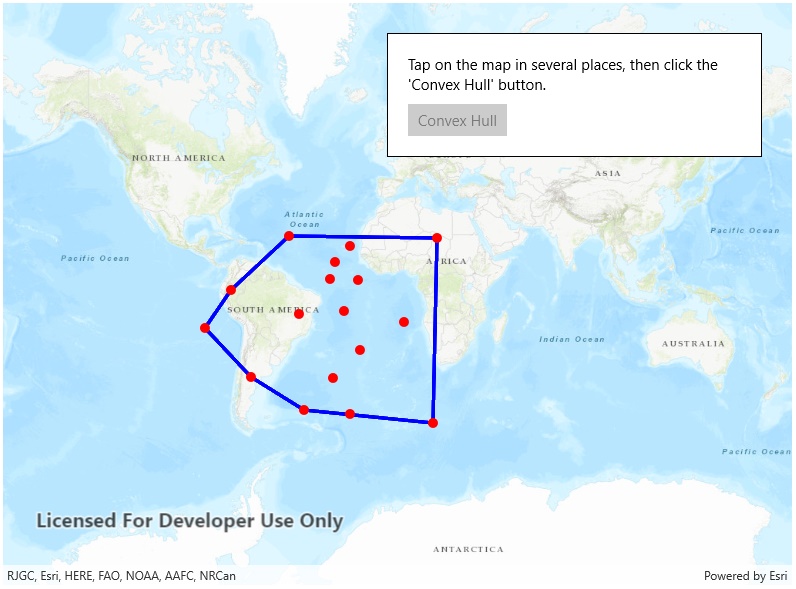 Tap on the map in several places, then click the
'Convex Hull' button.
Convex Hull
NORTH AMERICA
ASIA
Atlantic
Ocean
Pacific Ocean
Pacific Ocean
AFRICA
SOUTH AMERICA
Indian Ocean
AUSTRALIA
Pacific Ocean
Licensed For Developer Use Only
ANTARCTICA
RJGC, Esri, HERE, FAO, NOAA, AAFC, NRCan
Powered by Esri